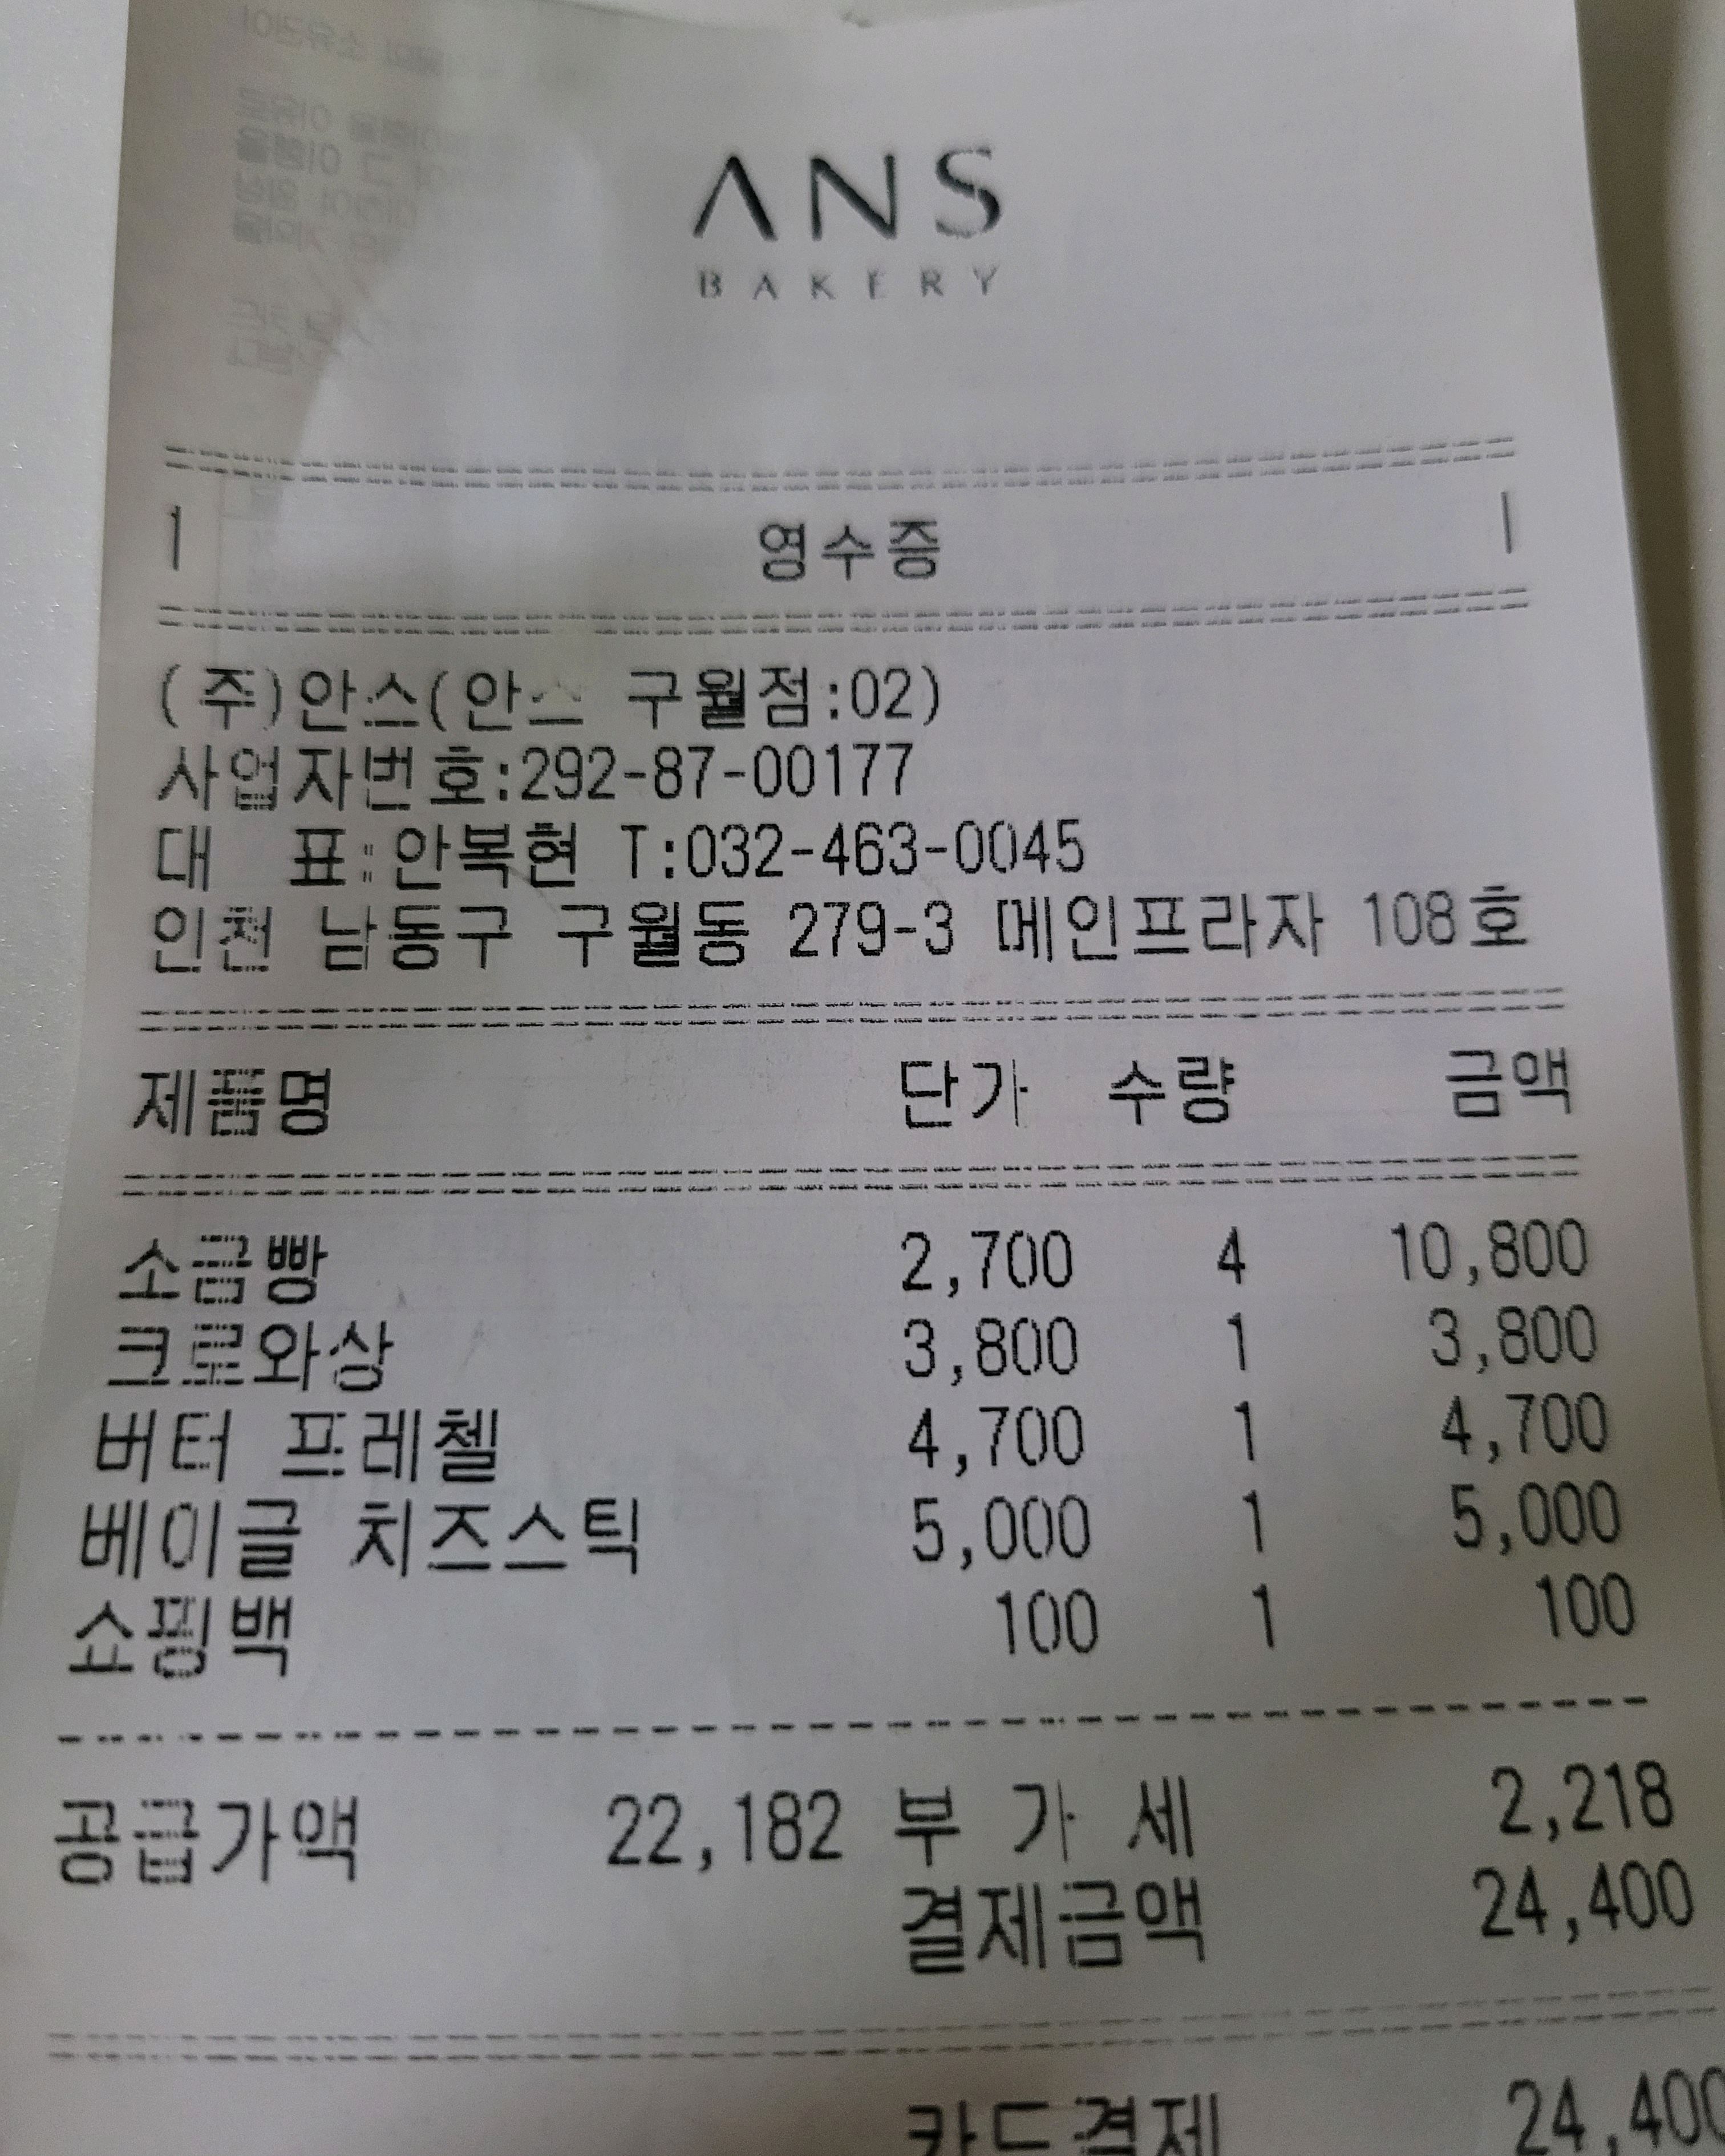 ANS
BAKERY
영수증
(주)안스(안스 구월점:02)
사업자번호:292-87-00177
대 표:안복현 T:032-463-0045
인천 남동구 구월동 279-3 메인프라자 108호
제품명 단가 수량 금액
소금빵 2,700 4 10,800
크로와상 3,800 1 3,800
버터 프레첼 4,700 1 4,700
베이글 치즈스틱 5,000 1 5,000
쇼핑백 100 1 100
공급가액 22,182 부 가 세 2,218
결제금액 24,400
카드결제 24,400